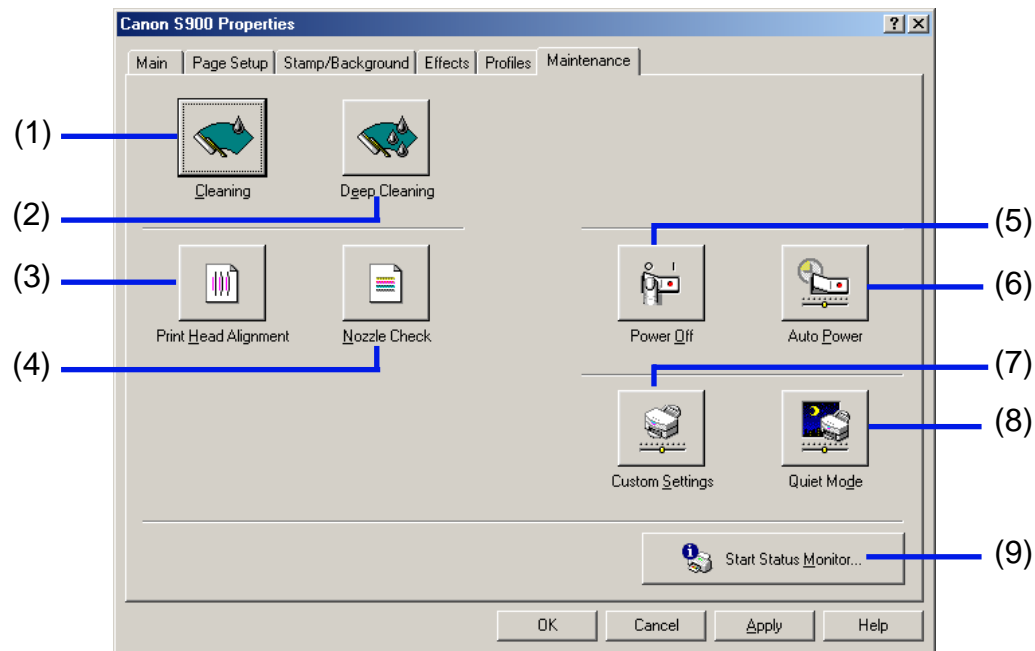 Canon S900 Properties
Main Page Setup Stamp/Background Effects Profiles Maintenance
(1)
Cleaning Deep Cleaning
(2)
(5)
(3)
(6)
Print Head Alignment Nozzle Check Power Off Auto Power
(4)
(7)
(8)
Custom Settings Quiet Mode
Start Status Monitor...
(9)
OK Cancel Apply Help